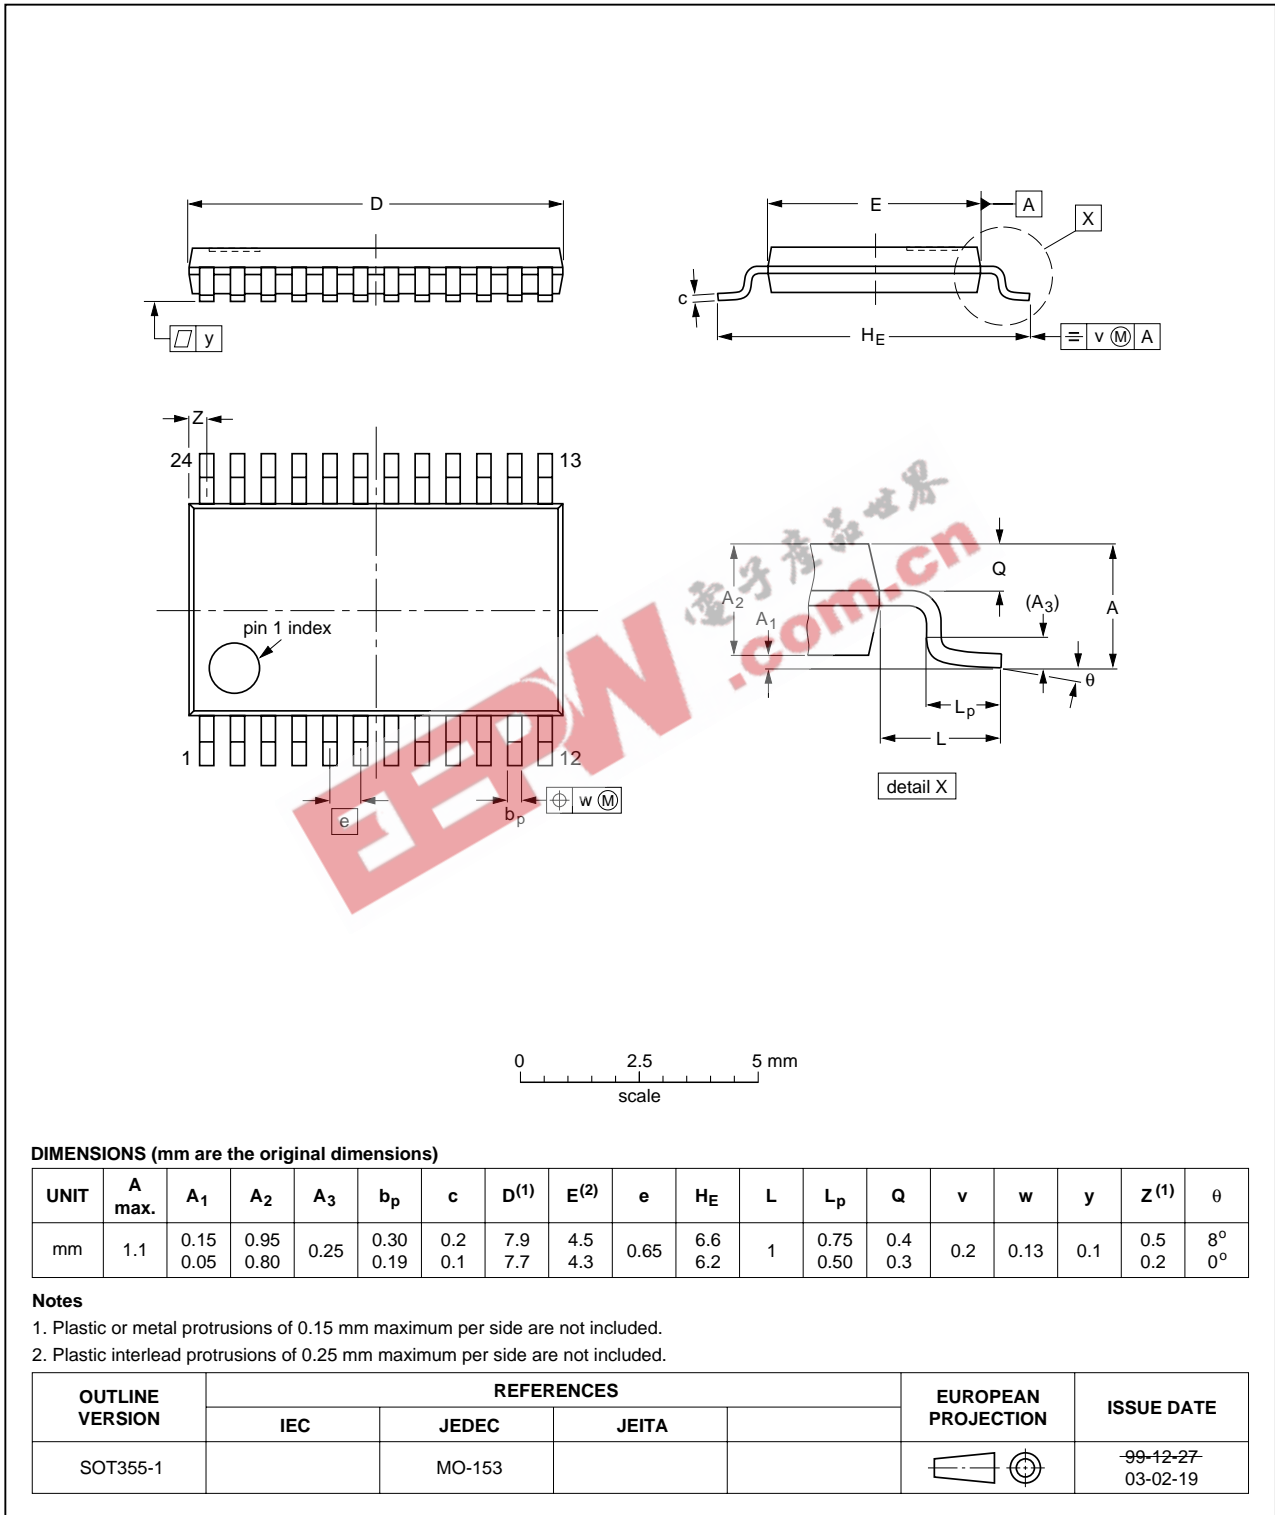 D
E
A
X
c
y
HE
v M A
Z
24
13
電子產品世界
.com.cn
EEPW
pin 1 index
1
12
e
bp
w M
A2
A1
Q
(A3)
A
θ
Lp
L
detail X
0 2.5 5 mm
scale
DIMENSIONS (mm are the original dimensions)
UNIT A max. A1 A2 A3 bp c D(1) E(2) e HE L Lp Q v w y Z(1) θ
mm 1.1 0.15 0.05 0.95 0.80 0.25 0.30 0.19 0.2 0.1 7.9 7.7 4.5 4.3 0.65 6.6 6.2 1 0.75 0.50 0.4 0.3 0.2 0.13 0.1 0.5 0.2 8° 0°
Notes
1. Plastic or metal protrusions of 0.15 mm maximum per side are not included.
2. Plastic interlead protrusions of 0.25 mm maximum per side are not included.
OUTLINE VERSION REFERENCES EUROPEAN PROJECTION ISSUE DATE
IEC JEDEC JEITA
SOT355-1 MO-153 99-12-27
03-02-19